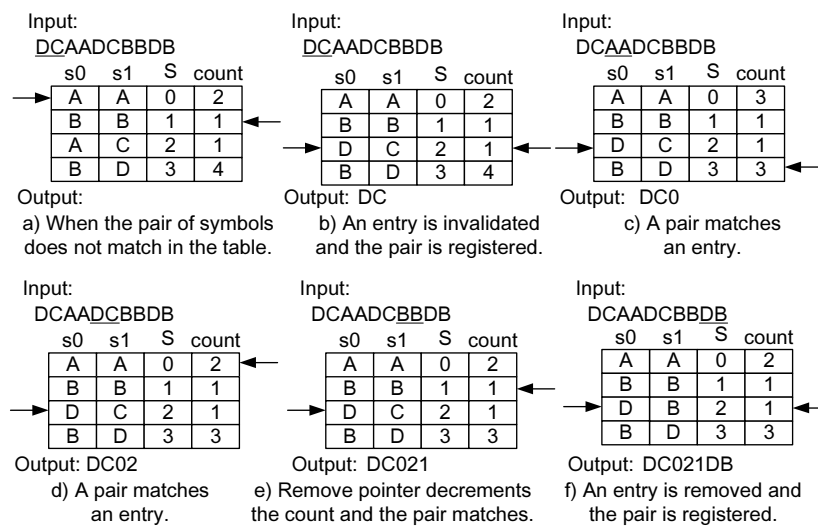 Input:
DCAADCBBDB
s0 s1 S count
A A 0 2
B B 1 1
A C 2 1
B D 3 4
Output:
a) When the pair of symbols
does not match in the table.
Input:
DCAADCBBDB
s0 s1 S count
A A 0 2
B B 1 1
D C 2 1
B D 3 4
Output: DC
b) An entry is invalidated
and the pair is registered.
Input:
DCAADCBBDB
s0 s1 S count
A A 0 3
B B 1 1
D C 2 1
B D 3 3
Output: DC0
c) A pair matches
an entry.
Input:
DCAADCBBDB
s0 s1 S count
A A 0 2
B B 1 1
D C 2 1
B D 3 3
Output: DC02
d) A pair matches
an entry.
Input:
DCAADCBBDB
s0 s1 S count
A A 0 2
B B 1 1
D C 2 1
B D 3 3
Output: DC021
e) Remove pointer decrements
the count and the pair matches.
Input:
DCAADCBBDB
s0 s1 S count
A A 0 2
B B 1 1
D B 2 1
B D 3 3
Output: DC021DB
f) An entry is removed and
the pair is registered.